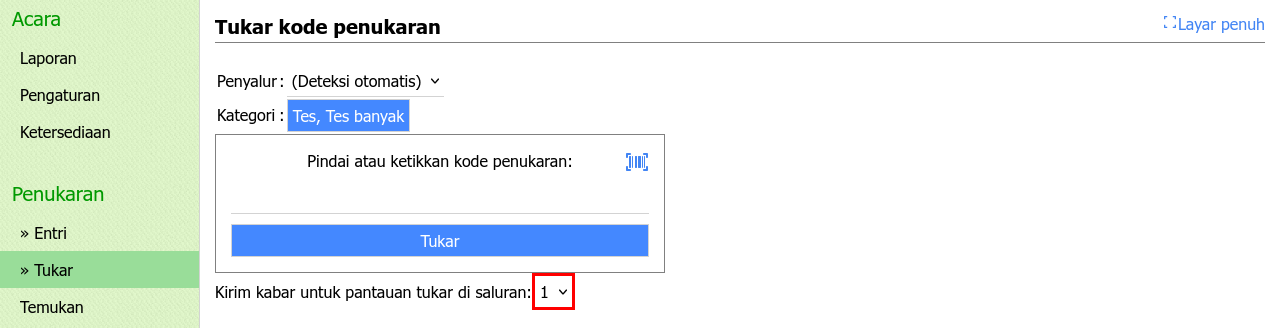 Acara
Laporan
Pengaturan
Ketersediaan
Penukaran
» Entri
» Tukar
Temukan
Tukar kode penukaran
Layar penuh
Penyalur : (Deteksi otomatis)
Kategori : Tes, Tes banyak
Pindai atau ketikkan kode penukaran:
Tukar
Kirim kabar untuk pantauan tukar di saluran: 1